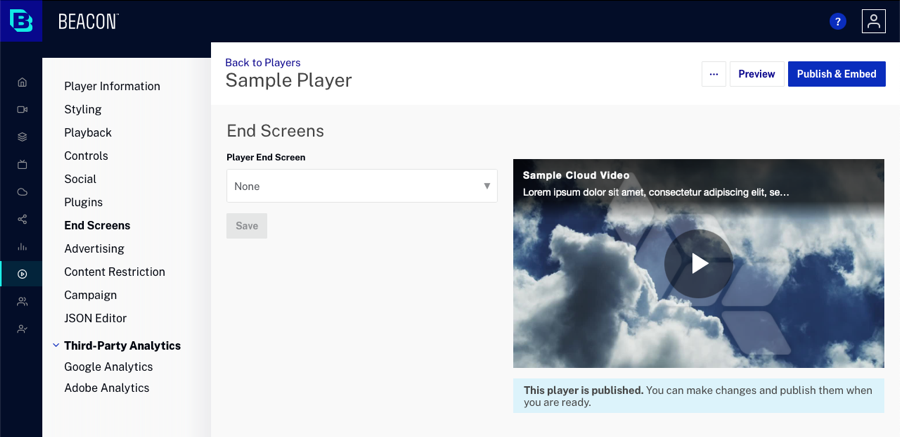 BEACON
?
Back to Players
Sample Player
...
Preview
Publish & Embed
Player Information
Styling
Playback
Controls
Social
Plugins
End Screens
Advertising
Content Restriction
Campaign
JSON Editor
Third-Party Analytics
Google Analytics
Adobe Analytics
End Screens
Player End Screen
None
Save
Sample Cloud Video
Lorem ipsum dolor sit amet, consectetur adipiscing elit, se...
This player is published. You can make changes and publish them when
you are ready.